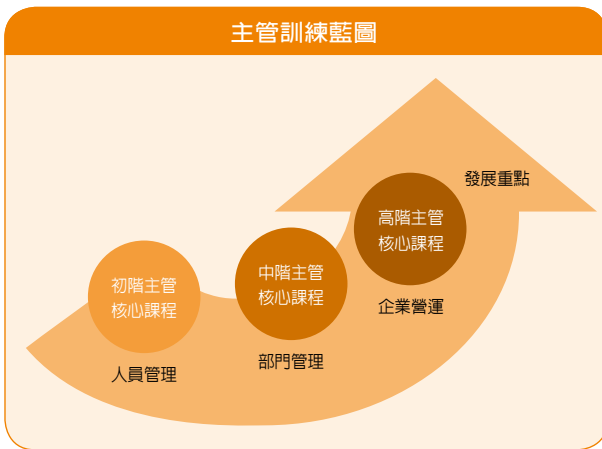 主管訓練藍圖
初階主管
核心課程
人員管理
中階主管
核心課程
部門管理
高階主管
核心課程
企業營運
發展重點